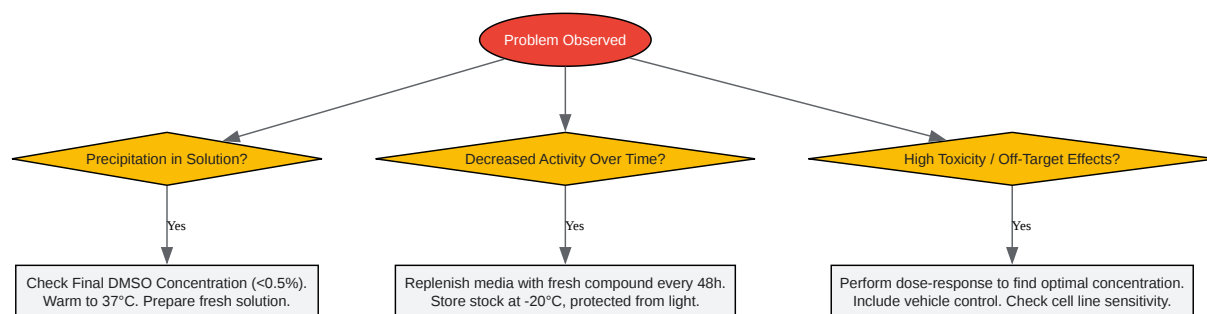 Problem Observed
Precipitation in Solution?
Decreased Activity Over Time?
High Toxicity / Off-Target Effects?
Yes
Yes
Yes
Check Final DMSO Concentration (<0.5%).
Warm to 37°C. Prepare fresh solution.
Replenish media with fresh compound every 48h.
Store stock at -20°C, protected from light.
Perform dose-response to find optimal concentration.
Include vehicle control. Check cell line sensitivity.